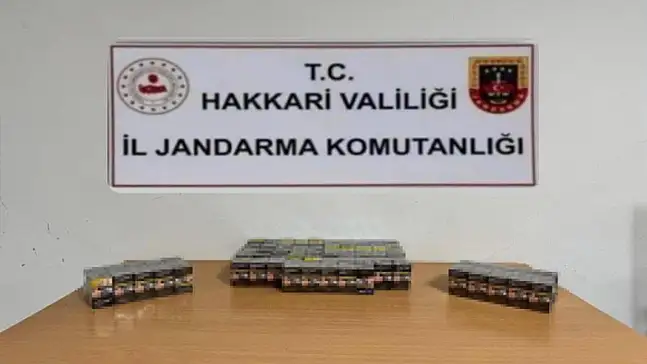 T.C.
HAKKARİ VALİLİĞİ
İL JANDARMA KOMUTANLIĞI